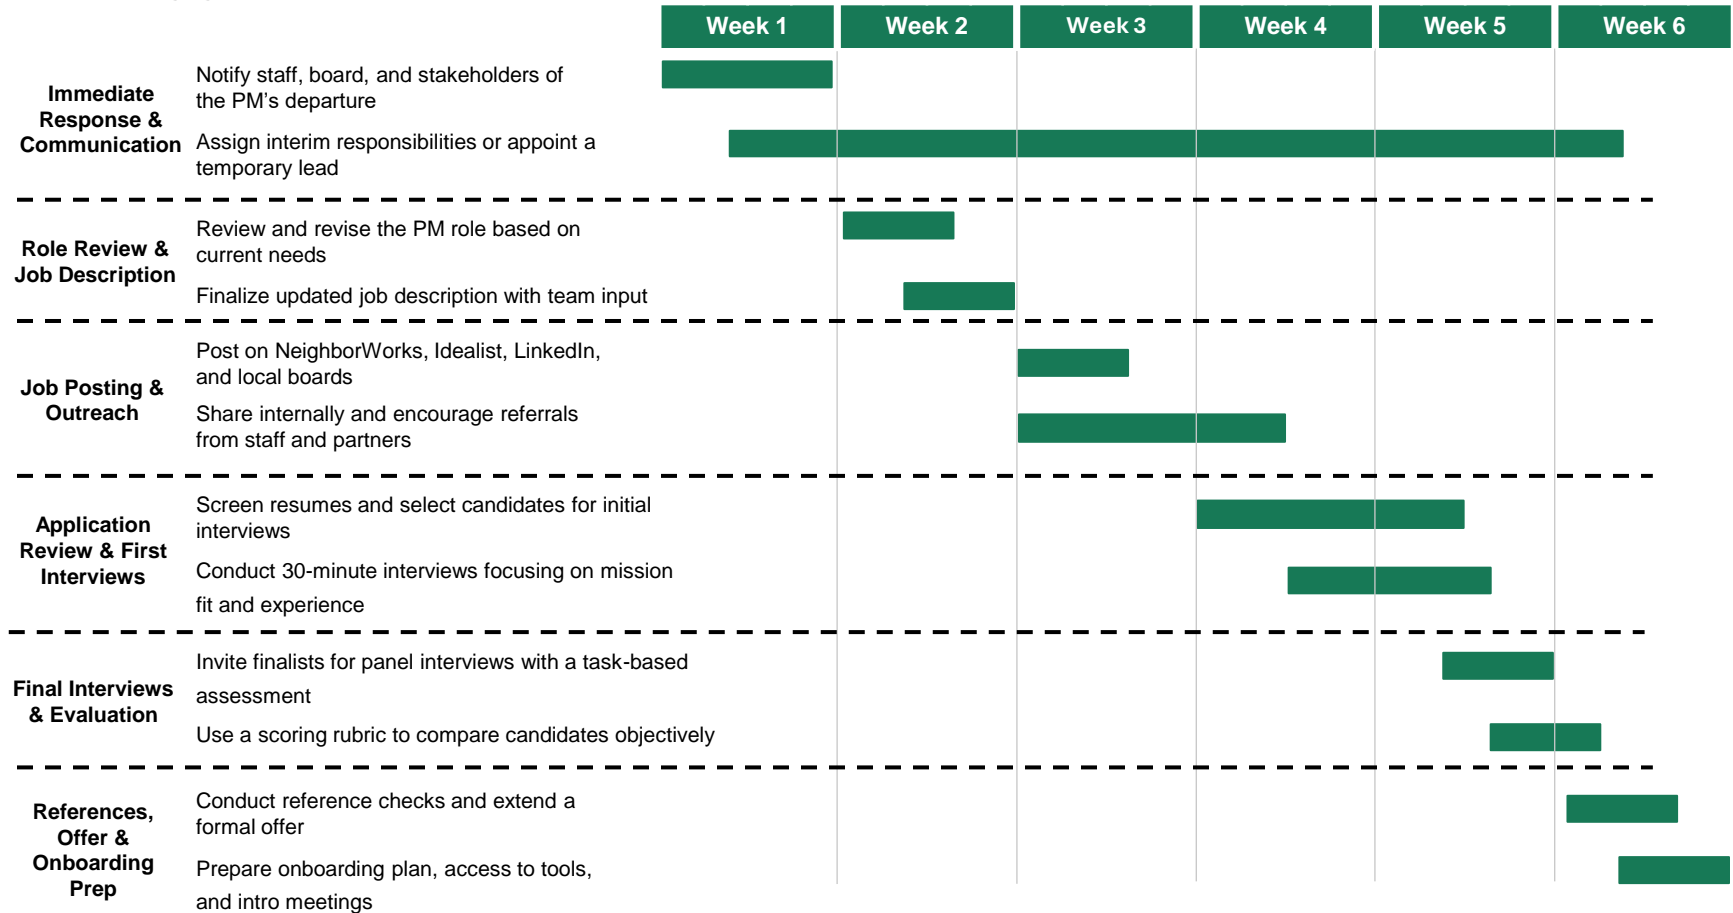 Week 1
Week 2
Week 3
Week 4
Week 5
Week 6
Immediate
Response &
Communication
Notify staff, board, and stakeholders of
the PM’s departure
Assign interim responsibilities or appoint a
temporary lead
Role Review &
Job Description
Review and revise the PM role based on
current needs
Finalize updated job description with team input
Job Posting &
Outreach
Post on NeighborWorks, Idealist, LinkedIn,
and local boards
Share internally and encourage referrals
from staff and partners
Application
Review & First
Interviews
Screen resumes and select candidates for initial
interviews
Conduct 30-minute interviews focusing on mission
fit and experience
Final Interviews
& Evaluation
Invite finalists for panel interviews with a task-based
assessment
Use a scoring rubric to compare candidates objectively
References,
Offer &
Onboarding
Prep
Conduct reference checks and extend a
formal offer
Prepare onboarding plan, access to tools,
and intro meetings